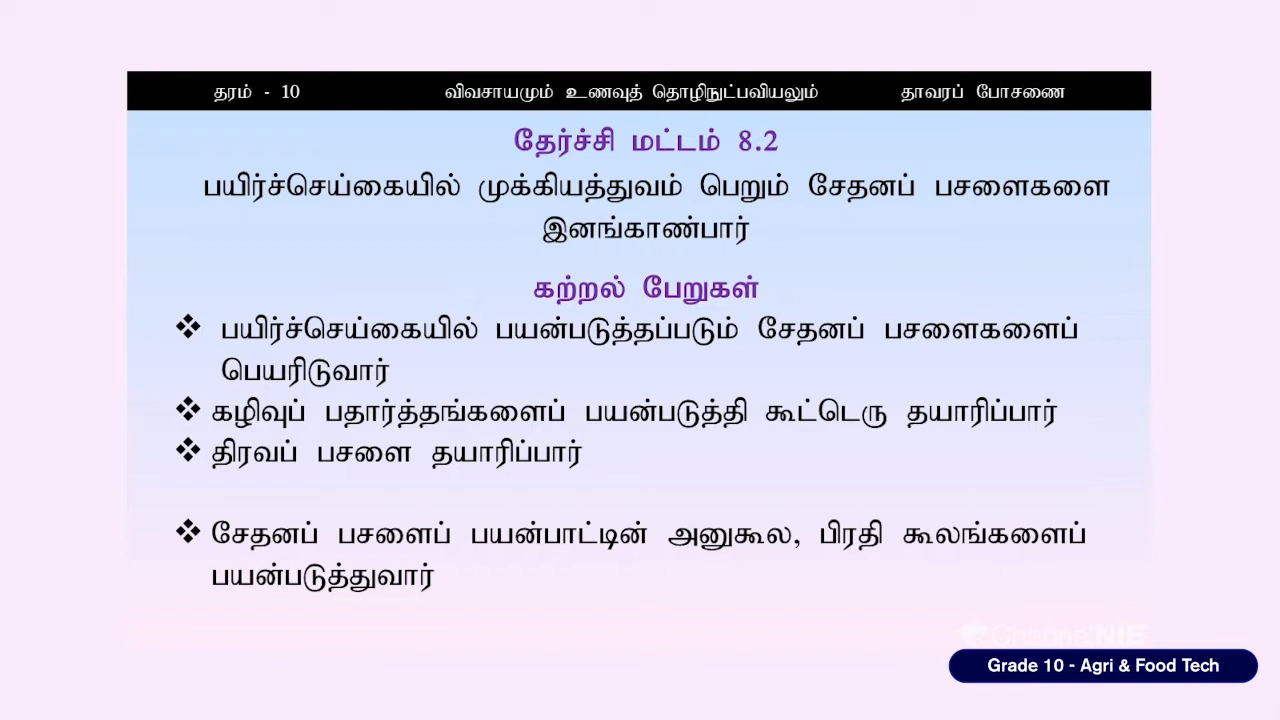 தரம் - 10 விவசாயமும் உணவுத் தொழிநுட்பவியலும் தாவரப் போசணை
தேர்ச்சி மட்டம் 8.2
பயிர்ச்செய்கையில் முக்கியத்துவம் பெறும் சேதனப் பசளைகளை
இனங்காண்பார்
கற்றல் பேறுகள்
❖ பயிர்ச்செய்கையில் பயன்படுத்தப்படும் சேதனப் பசளைகளைப்
பெயரிடுவார்
❖ கழிவுப் பதார்த்தங்களைப் பயன்படுத்தி கூட்டெரு தயாரிப்பார்
❖ திரவப் பசளை தயாரிப்பார்
❖ சேதனப் பசளைப் பயன்பாட்டின் அனுகூல, பிரதி கூலங்களைப்
பயன்படுத்துவார்
Channel NIE
Grade 10 - Agri & Food Tech